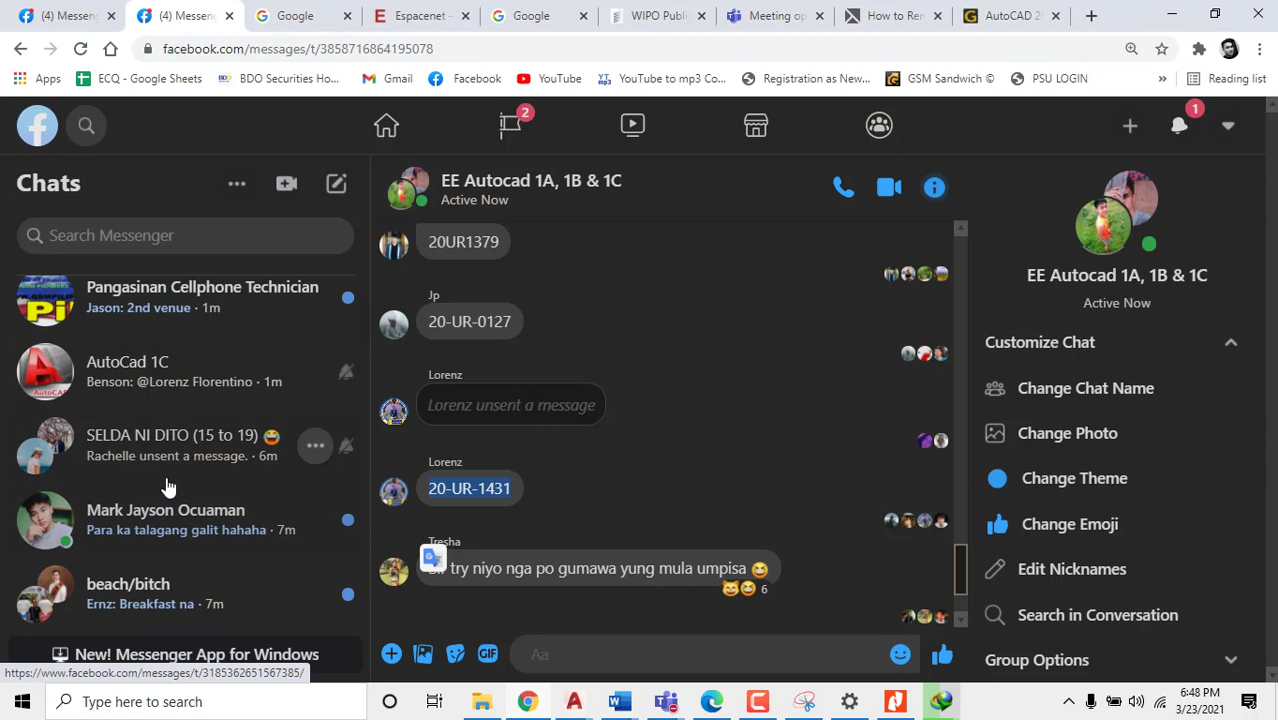 (4) Messeng
(4) Messeng
Google
Espacenet -
Google
WIPO Publi
Meeting op
How to Rer
AutoCAD 20
facebook.com/messages/t/3858716864195078
Apps
ECQ - Google Sheets
BDO Securities Ho...
Gmail
Facebook
YouTube
YouTube to mp3 Co...
Registration as New...
GSM Sandwich ©
PSU LOGIN
»
Reading list
2
1
Chats
Search Messenger
Pangasinan Cellphone Technician
Jason: 2nd venue · 1m
AutoCad 1C
Benson: @Lorenz Florentino · 1m
SELDA NI DITO (15 to 19) 😂
Rachelle unsent a message. · 6m
Mark Jayson Ocuaman
Para ka talagang galit hahaha · 7m
beach/bitch
Ernz: Breakfast na · 7m
New! Messenger App for Windows
https://www.facebook.com/messages/t/3185362651567385/
EE Autocad 1A, 1B & 1C
Active Now
20UR1379
Jp
20-UR-0127
Lorenz
Lorenz unsent a message
Lorenz
20-UR-1431
Tresha
try niyo nga po gumawa yung mula umpisa 😆
6
GIF
Aa
EE Autocad 1A, 1B & 1C
Active Now
Customize Chat
Change Chat Name
Change Photo
Change Theme
Change Emoji
Edit Nicknames
Search in Conversation
Group Options
Type here to search
6:48 PM
3/23/2021